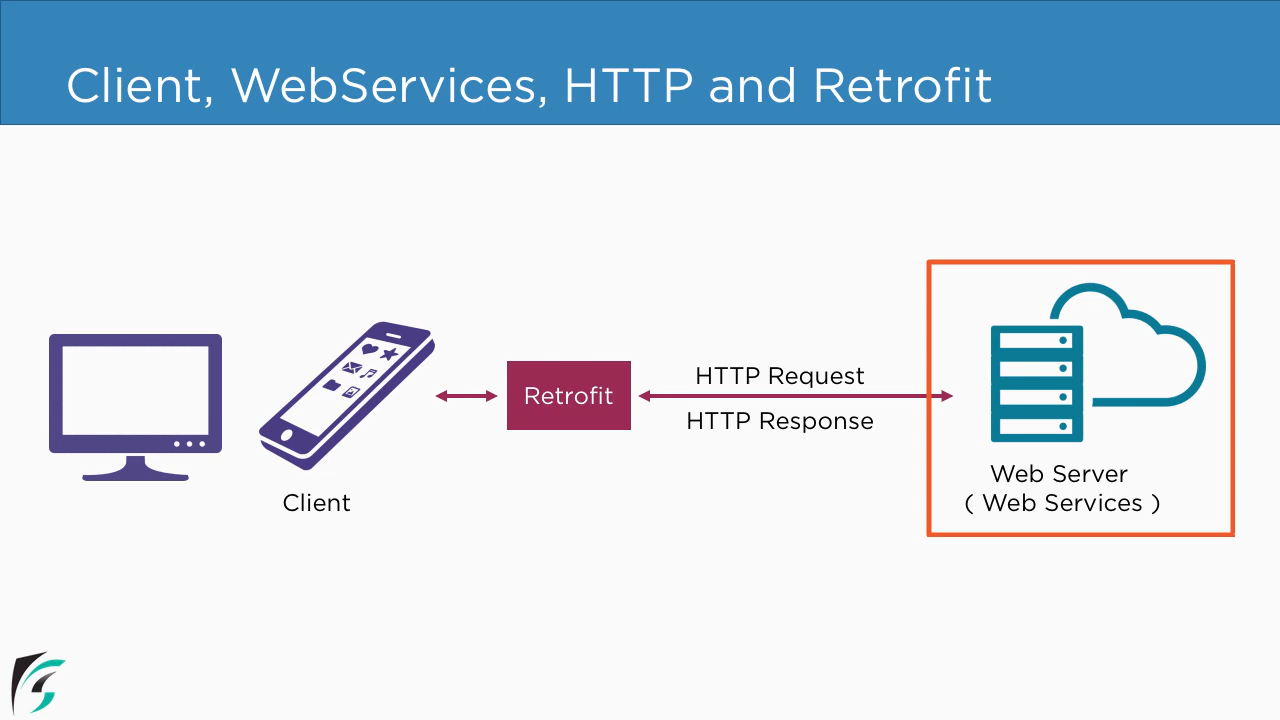 Client, WebServices, HTTP and Retrofit
Retrofit
HTTP Request
HTTP Response
Client
Web Server
( Web Services )